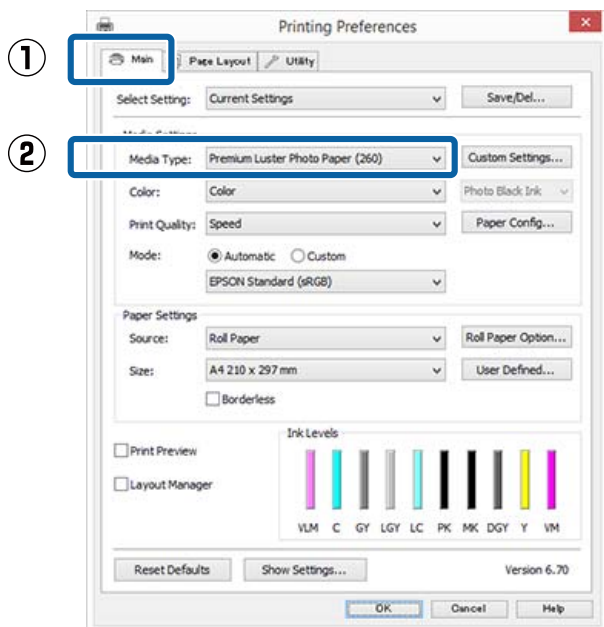 Printing Preferences
①
Main Page Layout Utility
Select Setting: Current Settings Save/Del...
Media Settings
②
Media Type: Premium Luster Photo Paper (260) Custom Settings...
Color: Color Photo Black Ink
Print Quality: Speed Paper Config...
Mode: Automatic Custom
EPSON Standard (sRGB)
Paper Settings
Source: Roll Paper Roll Paper Option...
Size: A4 210 x 297 mm User Defined...
Borderless
Ink Levels
Print Preview
Layout Manager
VLM C GY LGY LC PK MK DGY Y VM
Reset Defaults Show Settings... Version 6.70
OK Cancel Help